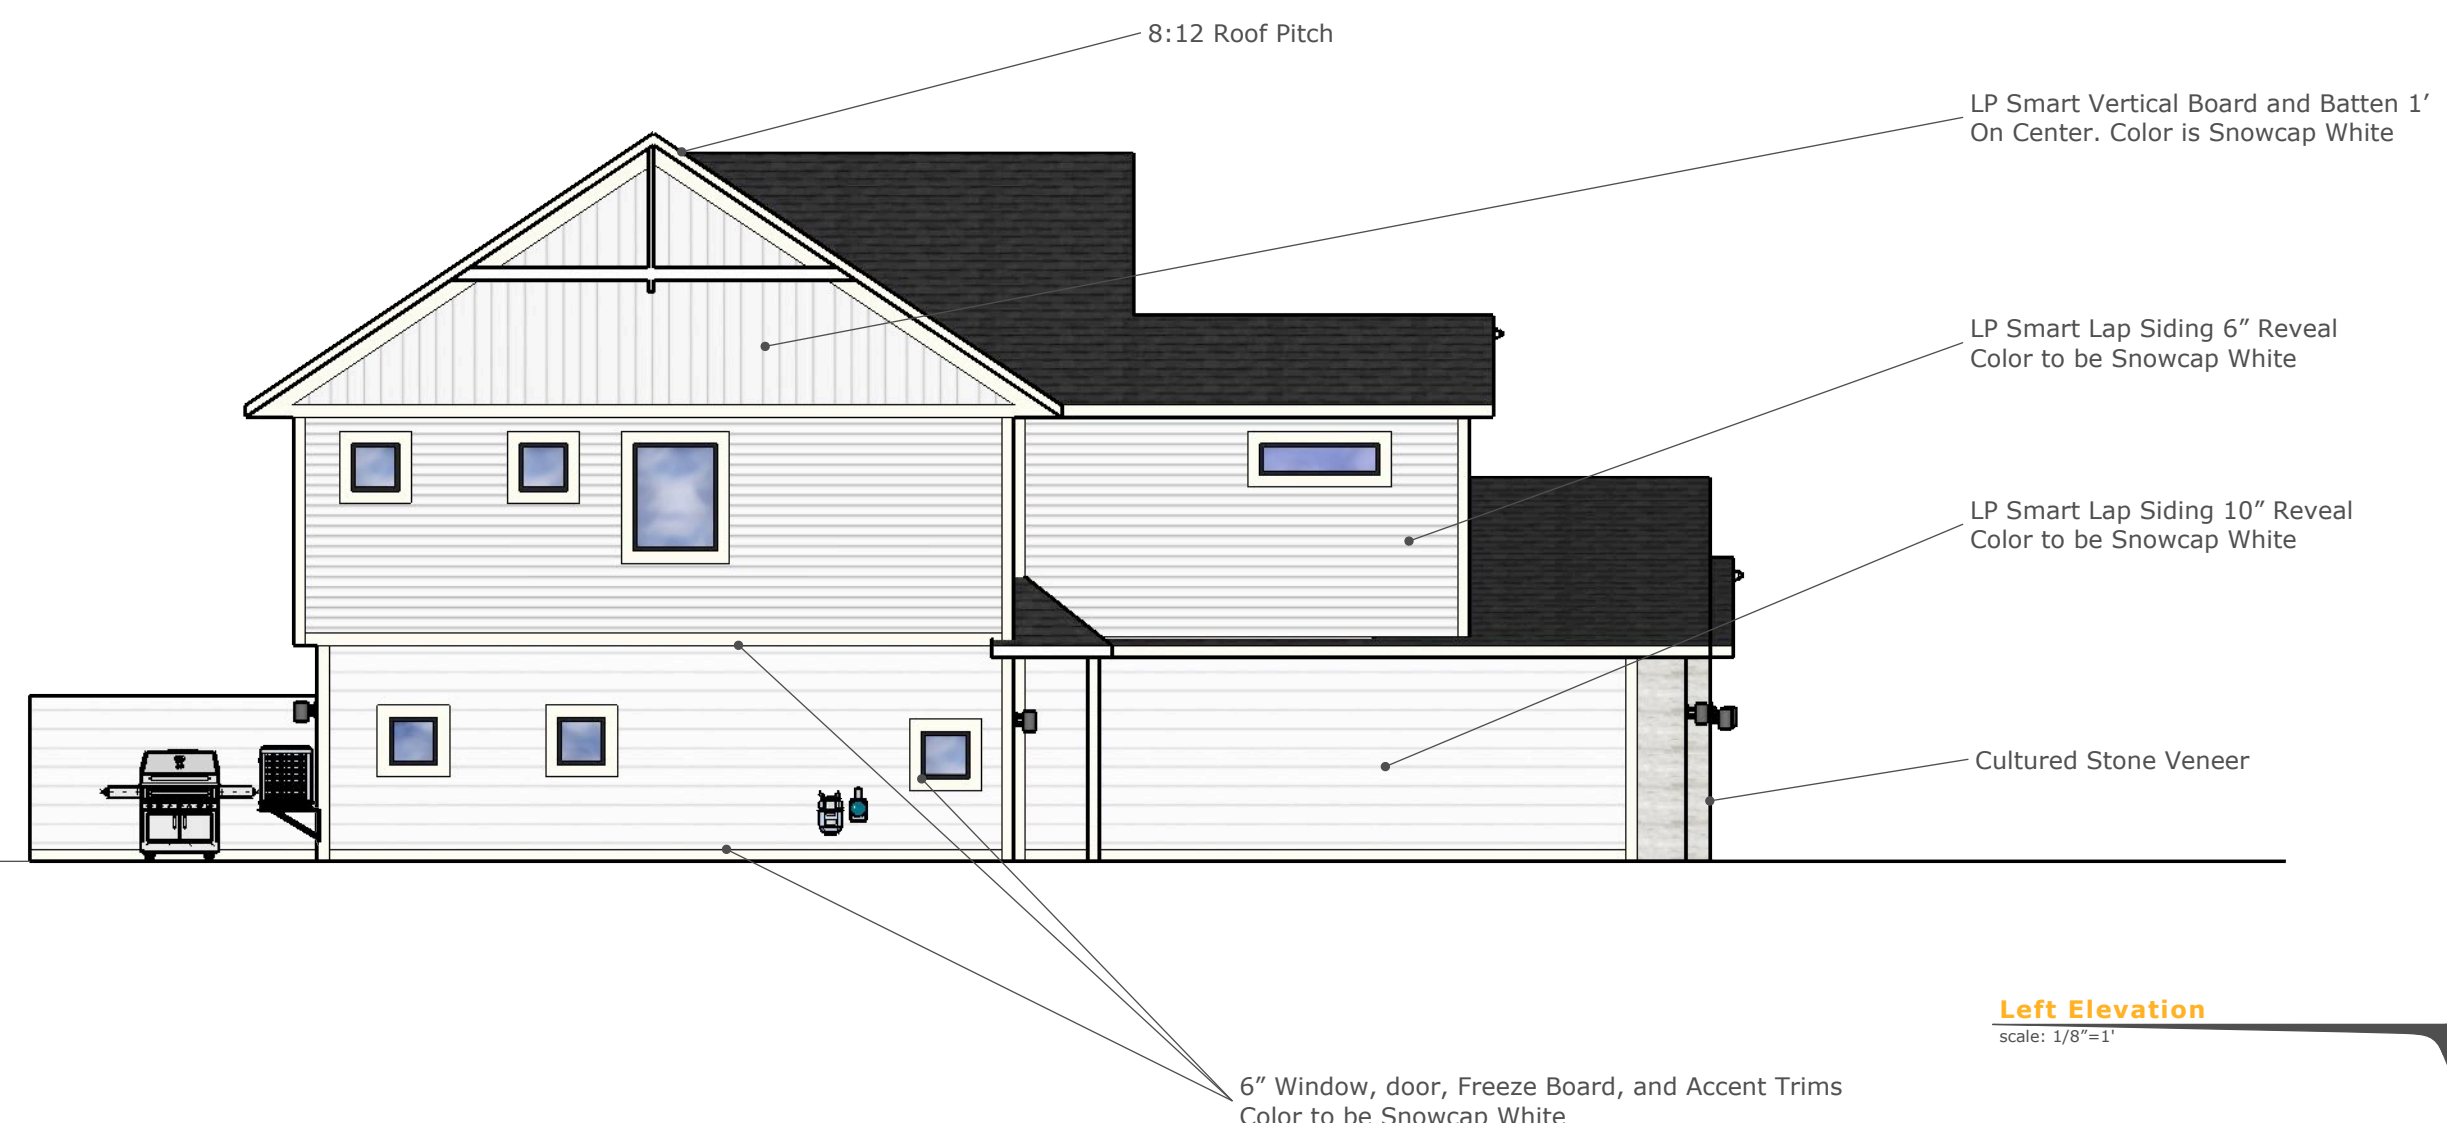 8:12 Roof Pitch
LP Smart Vertical Board and Batten 1’
On Center. Color is Snowcap White
LP Smart Lap Siding 6” Reveal
Color to be Snowcap White
LP Smart Lap Siding 10” Reveal
Color to be Snowcap White
Cultured Stone Veneer
Left Elevation
scale: 1/8”=1'
6” Window, door, Freeze Board, and Accent Trims
Color to be Snowcap White